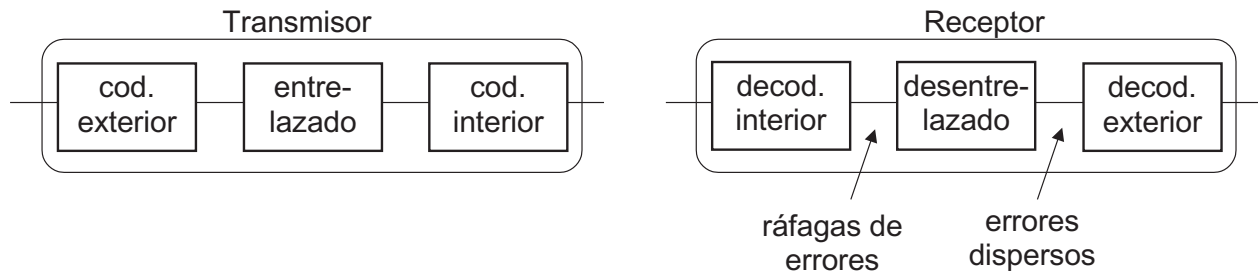 Transmisor
cod.
exterior
entre-
lazado
cod.
interior
Receptor
decod.
interior
desentre-
lazado
decod.
exterior
ráfagas de
errores
errores
dispersos